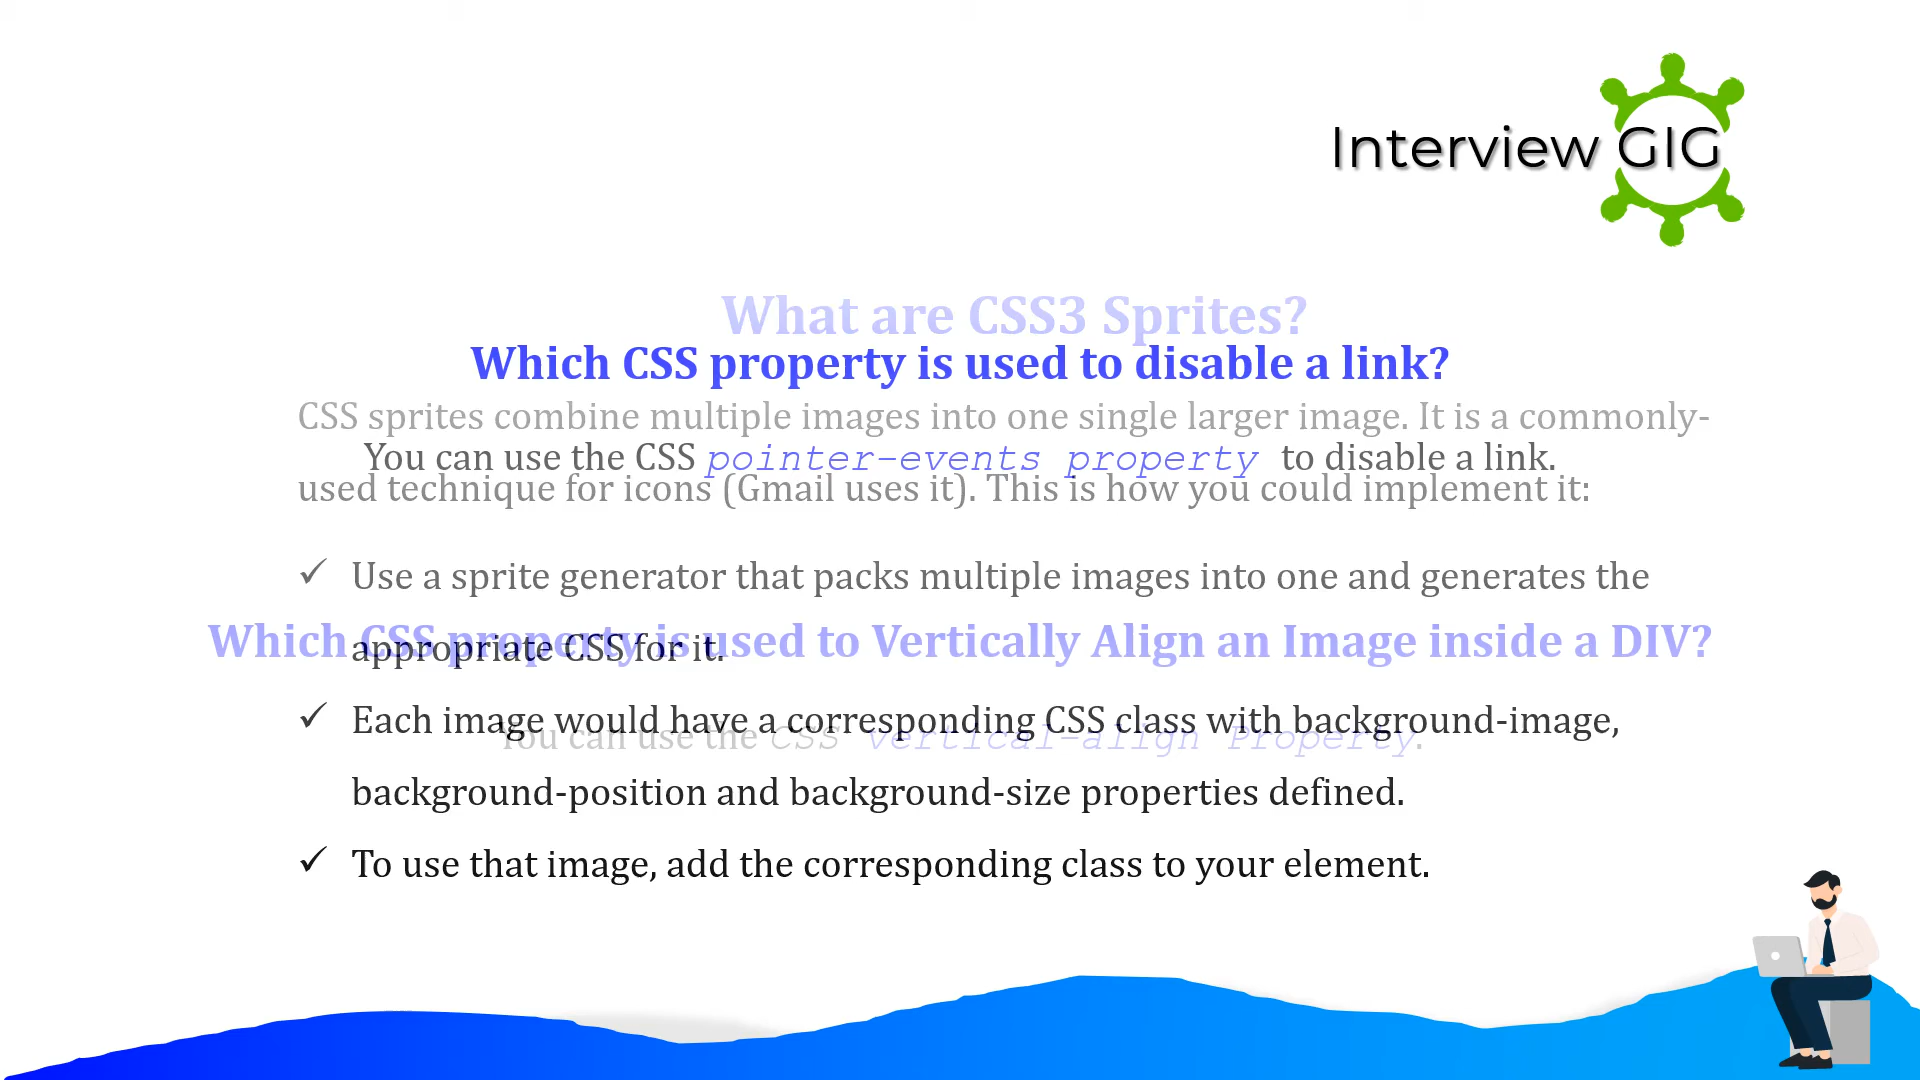 Interview GIG
What are CSS3 Sprites?
Which CSS property is used to disable a link?
CSS sprites combine multiple images into one single larger image. It is a commonly-
You can use the CSS pointer-events property to disable a link.
used technique for icons (Gmail uses it). This is how you could implement it:
✓ Use a sprite generator that packs multiple images into one and generates the
Which CSS property is used to Vertically Align an Image inside a DIV?
appropriate CSS for it.
✓ Each image would have a corresponding CSS class with background-image,
You can use the CSS vertical-align Property.
background-position and background-size properties defined.
✓ To use that image, add the corresponding class to your element.